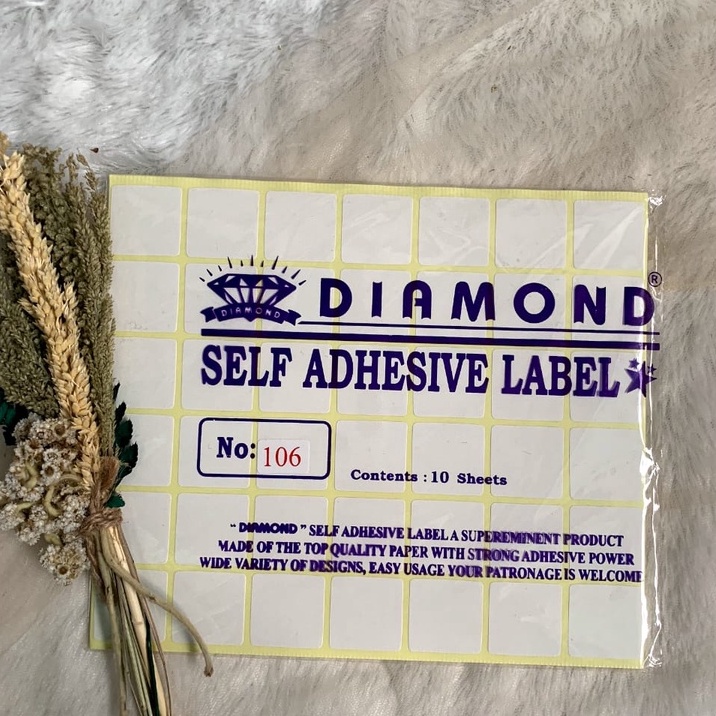 DIAMOND
DIAMOND®
SELF ADHESIVE LABEL
No: 106
Contents : 10 Sheets
“ DIAMOND ” SELF ADHESIVE LABEL A SUPEREMINENT PRODUCT
MADE OF THE TOP QUALITY PAPER WITH STRONG ADHESIVE POWER
WIDE VARIETY OF DESIGNS, EASY USAGE YOUR PATRONAGE IS WELCOME